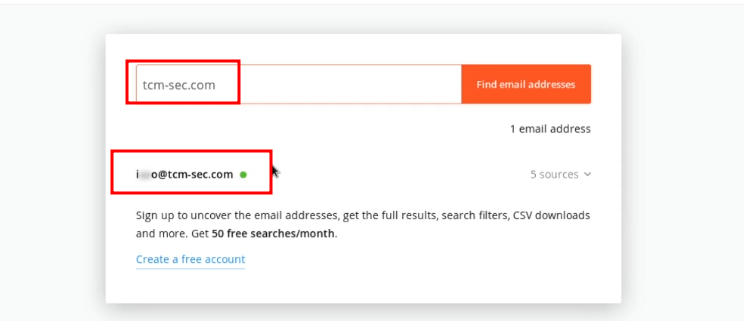 tcm-sec.com
Find email addresses
1 email address
i o@tcm-sec.com
5 sources
Sign up to uncover the email addresses, get the full results, search filters, CSV downloads
and more. Get 50 free searches/month.
Create a free account